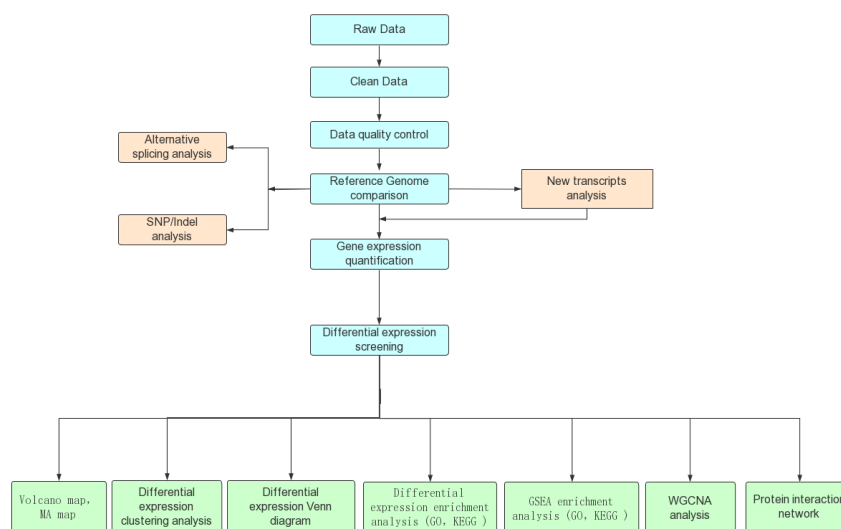 Raw Data
Clean Data
Data quality control
Alternative
splicing analysis
Reference Genome
comparison
New transcripts
analysis
SNP/Indel
analysis
Gene expression
quantification
Differential expression
screening
Volcano map,
MA map
Differential
expression
clustering analysis
Differential
expression Venn
diagram
Differential
expression enrichment
analysis (GO, KEGG )
GSEA enrichment
analysis (GO, KEGG )
WGCNA
analysis
Protein interaction
network